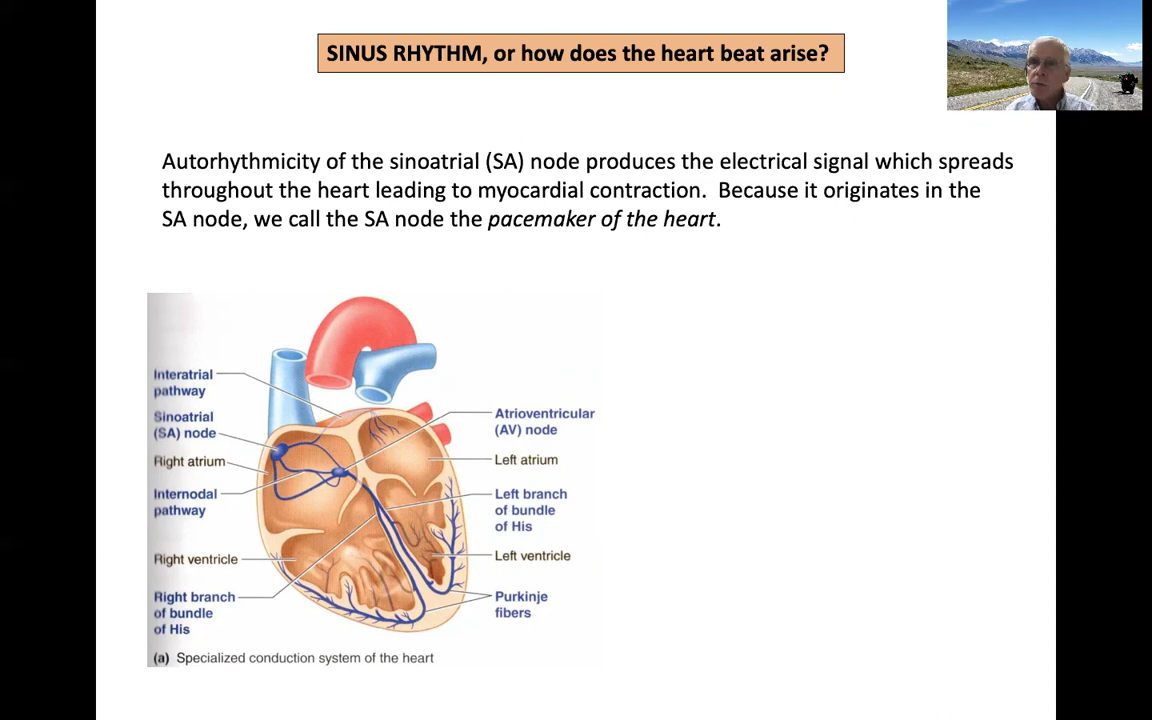 SINUS RHYTHM, or how does the heart beat arise?
Autorhythmicity of the sinoatrial (SA) node produces the electrical signal which spreads
throughout the heart leading to myocardial contraction.  Because it originates in the
SA node, we call the SA node the pacemaker of the heart.
Interatrial
pathway
Sinoatrial
(SA) node
Right atrium
Internodal
pathway
Right ventricle
Right branch
of bundle
of His
Atrioventricular
(AV) node
Left atrium
Left branch
of bundle
of His
Left ventricle
Purkinje
fibers
(a) Specialized conduction system of the heart